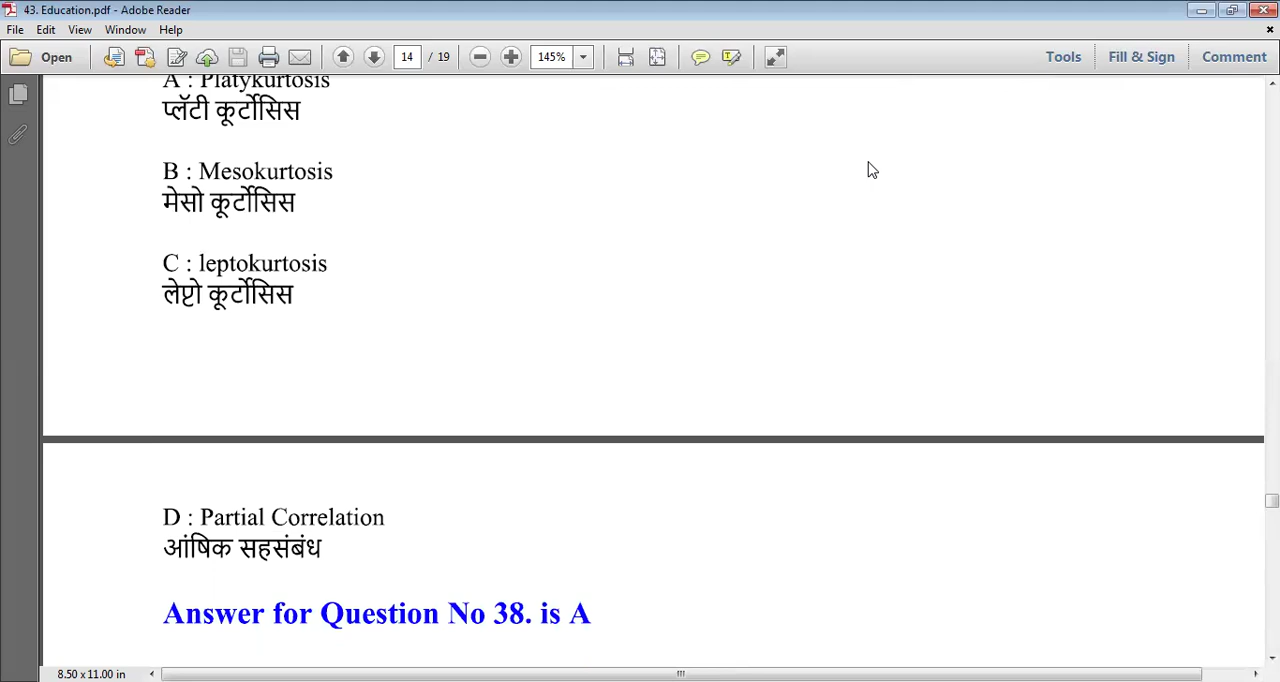 43. Education.pdf - Adobe Reader
File Edit View Window Help
Open 14 / 19 145% Tools Fill & Sign Comment
A : Platykurtosis
प्लॅटी कूर्टोसिस
B : Mesokurtosis
मेसो कूर्टोसिस
C : leptokurtosis
लेप्टो कूर्टोसिस
D : Partial Correlation
आंषिक सहसंबंध
Answer for Question No 38. is A
8.50 x 11.00 in